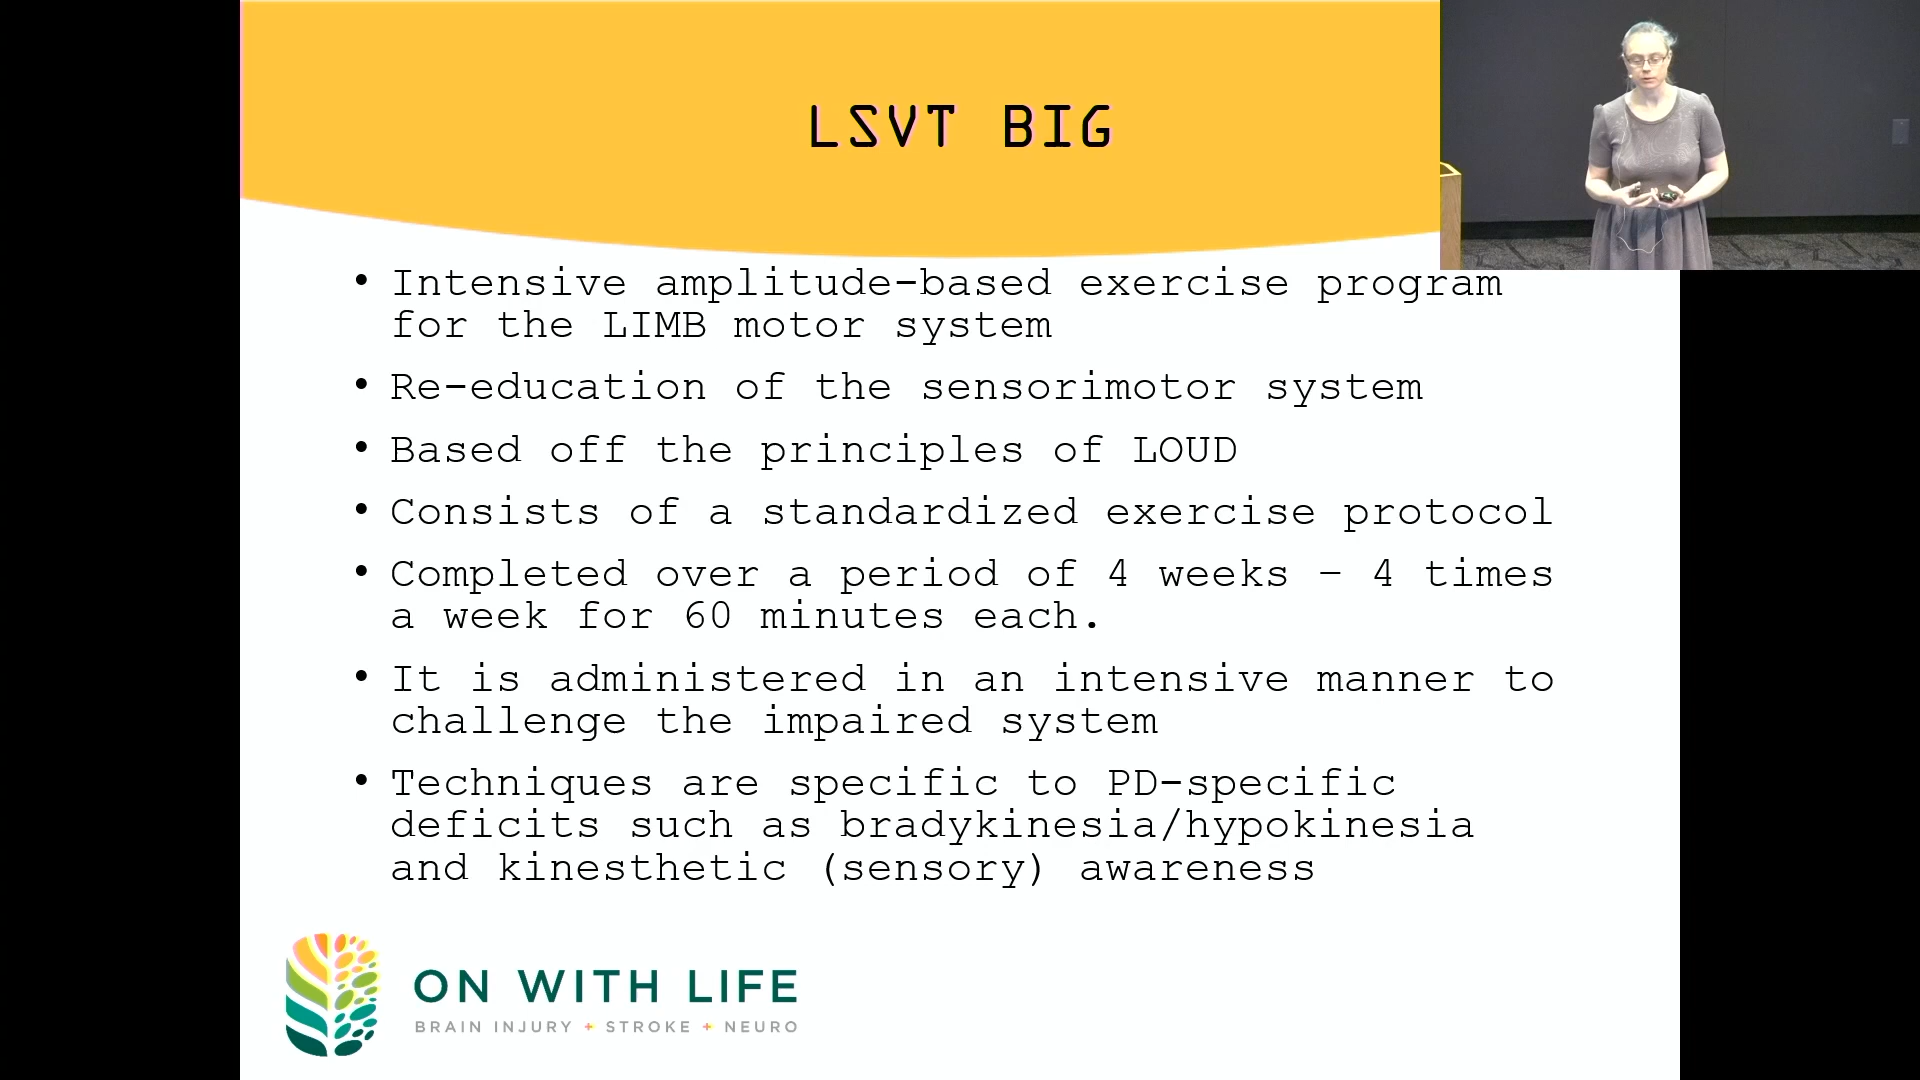 LSVT BIG
• Intensive amplitude-based exercise program
for the LIMB motor system
• Re-education of the sensorimotor system
• Based off the principles of LOUD
• Consists of a standardized exercise protocol
• Completed over a period of 4 weeks – 4 times
a week for 60 minutes each.
• It is administered in an intensive manner to
challenge the impaired system
• Techniques are specific to PD-specific
deficits such as bradykinesia/hypokinesia
and kinesthetic (sensory) awareness
ON WITH LIFE
BRAIN INJURY + STROKE + NEURO